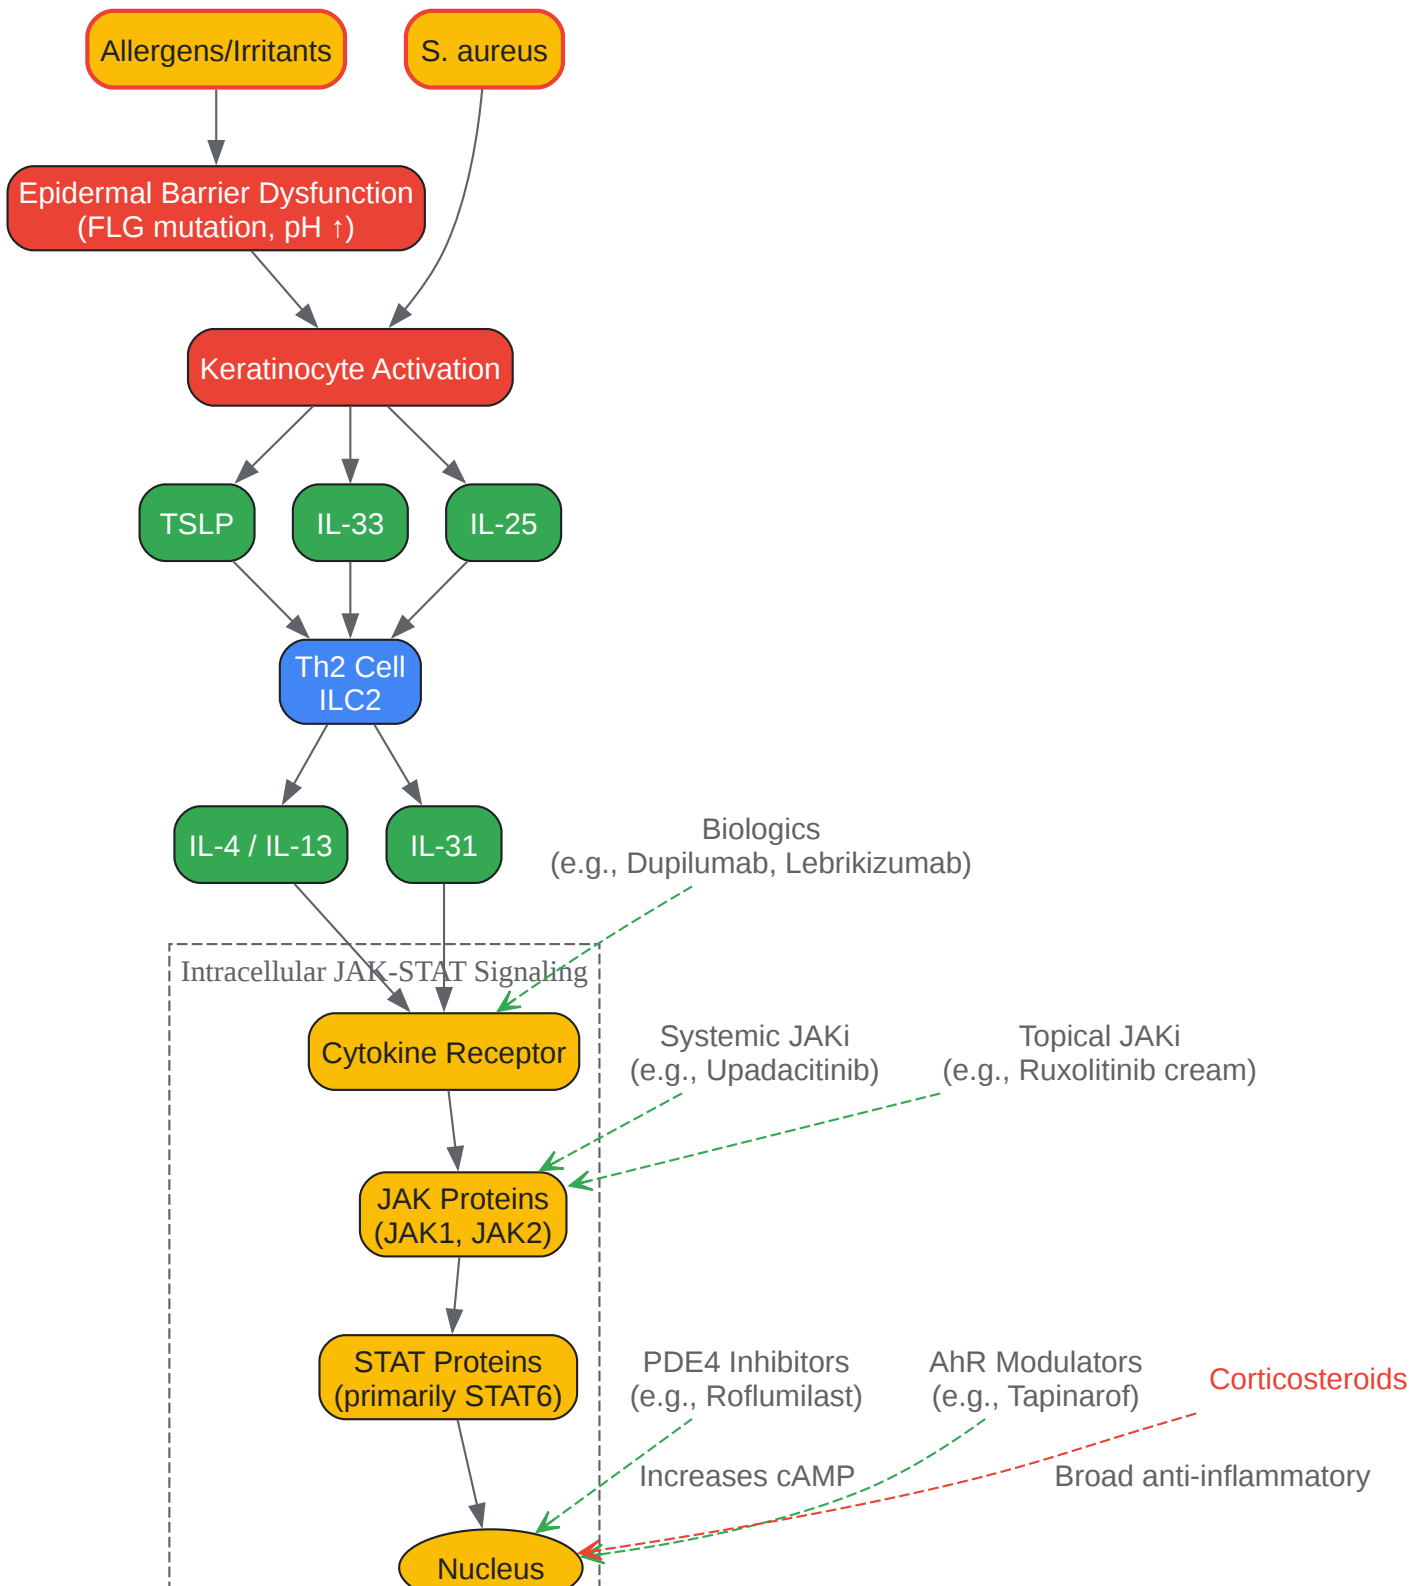 Allergens/Irritants
S. aureus
Epidermal Barrier Dysfunction
(FLG mutation, pH ↑)
Keratinocyte Activation
TSLP
IL-33
IL-25
Th2 Cell
ILC2
IL-4 / IL-13
IL-31
Biologics
(e.g., Dupilumab, Lebrikizumab)
Intracellular JAK-STAT Signaling
Cytokine Receptor
Systemic JAKi
(e.g., Upadacitinib)
Topical JAKi
(e.g., Ruxolitinib cream)
JAK Proteins
(JAK1, JAK2)
STAT Proteins
(primarily STAT6)
PDE4 Inhibitors
(e.g., Roflumilast)
AhR Modulators
(e.g., Tapinarof)
Corticosteroids
Increases cAMP
Broad anti-inflammatory
Nucleus